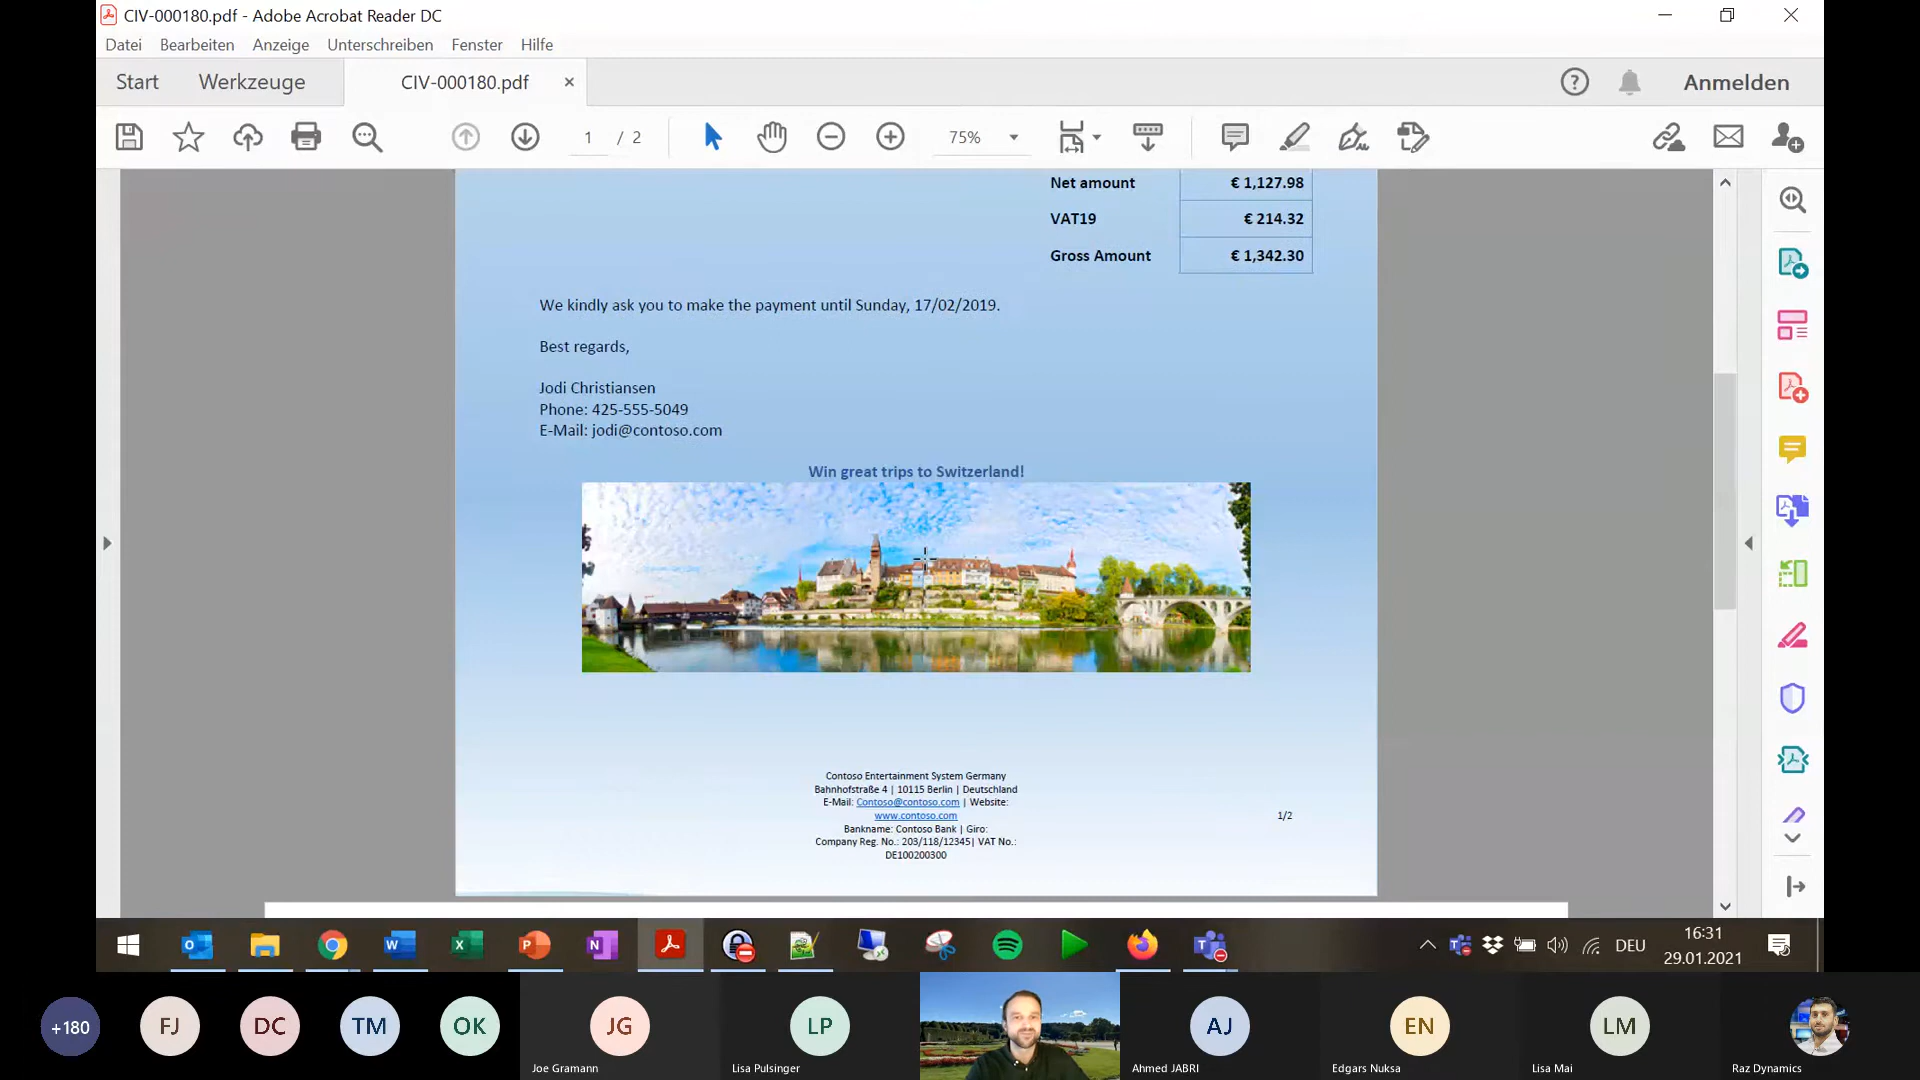 CIV-000180.pdf - Adobe Acrobat Reader DC
Datei Bearbeiten Anzeige Unterschreiben Fenster Hilfe
Start Werkzeuge CIV-000180.pdf Anmelden
1 / 2 75%
Net amount € 1,127.98
VAT19 € 214.32
Gross Amount € 1,342.30
We kindly ask you to make the payment until Sunday, 17/02/2019.
Best regards,
Jodi Christiansen
Phone: 425-555-5049
E-Mail: jodi@contoso.com
Win great trips to Switzerland!
Contoso Entertainment System Germany
Bahnhofstraße 4 | 10115 Berlin | Deutschland
E-Mail: Contoso@contoso.com | Website:
www.contoso.com
Bankname: Contoso Bank | Giro:
Company Reg. No.: 203/118/12345| VAT No.:
DE100200300
1/2
DEU
16:31
29.01.2021
+180 FJ DC TM OK JG LP AJ EN LM
Joe Gramann Lisa Pulsinger Ahmed JABRI Edgars Nuksa Lisa Mai Raz Dynamics